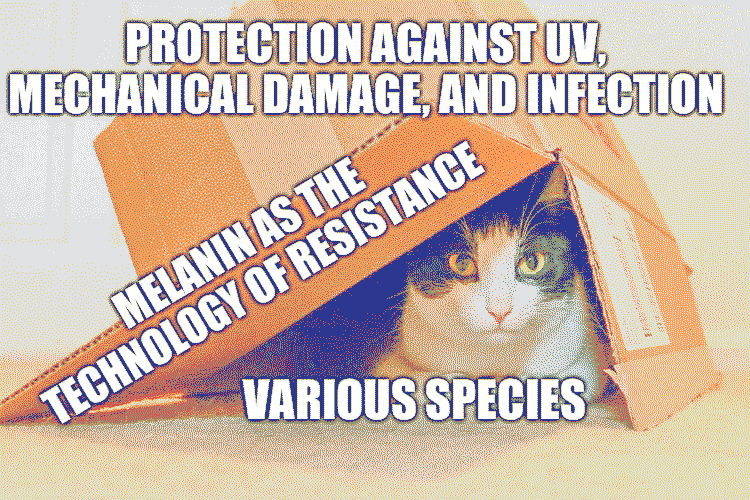 PROTECTION AGAINST UV,
MECHANICAL DAMAGE, AND INFECTION
MELANIN AS THE
TECHNOLOGY OF RESISTANCE
VARIOUS SPECIES